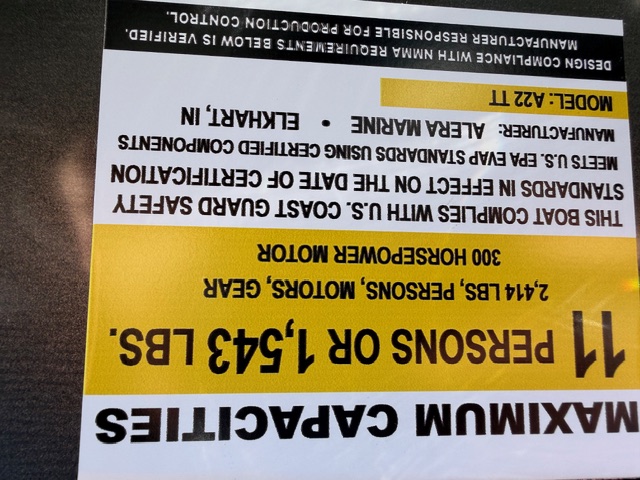 MAXIMUM CAPACITIES
11 PERSONS OR 1,543 LBS.
2,414 LBS, PERSONS, MOTORS, GEAR
300 HORSEPOWER MOTOR
THIS BOAT COMPLIES WITH U.S. COAST GUARD SAFETY
STANDARDS IN EFFECT ON THE DATE OF CERTIFICATION
MEETS U.S. EPA EVAP STANDARDS USING CERTIFIED COMPONENTS
MANUFACTURER: ALERA MARINE • ELKHART, IN
MODEL: A22 TT
DESIGN COMPLIANCE WITH NMMA REQUIREMENTS BELOW IS VERIFIED.
MANUFACTURER RESPONSIBLE FOR PRODUCTION CONTROL.